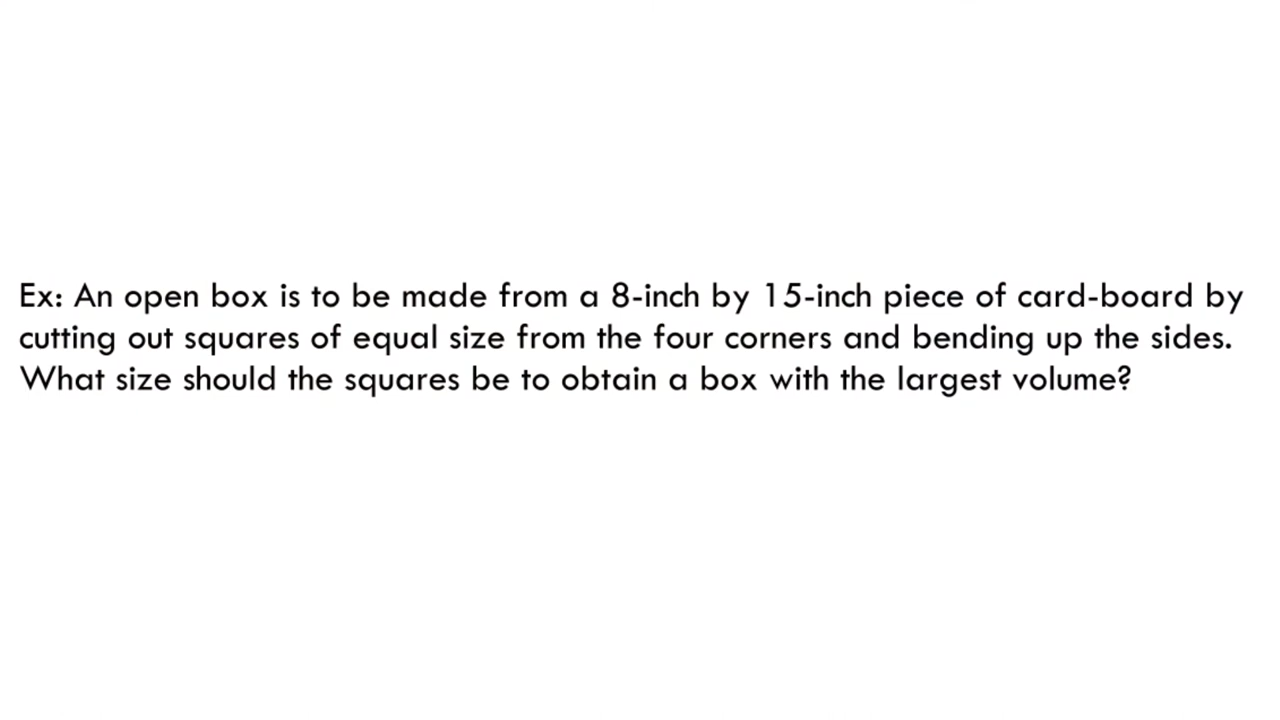 Ex: An open box is to be made from a 8-inch by 15-inch piece of card-board by
cutting out squares of equal size from the four corners and bending up the sides.
What size should the squares be to obtain a box with the largest volume?